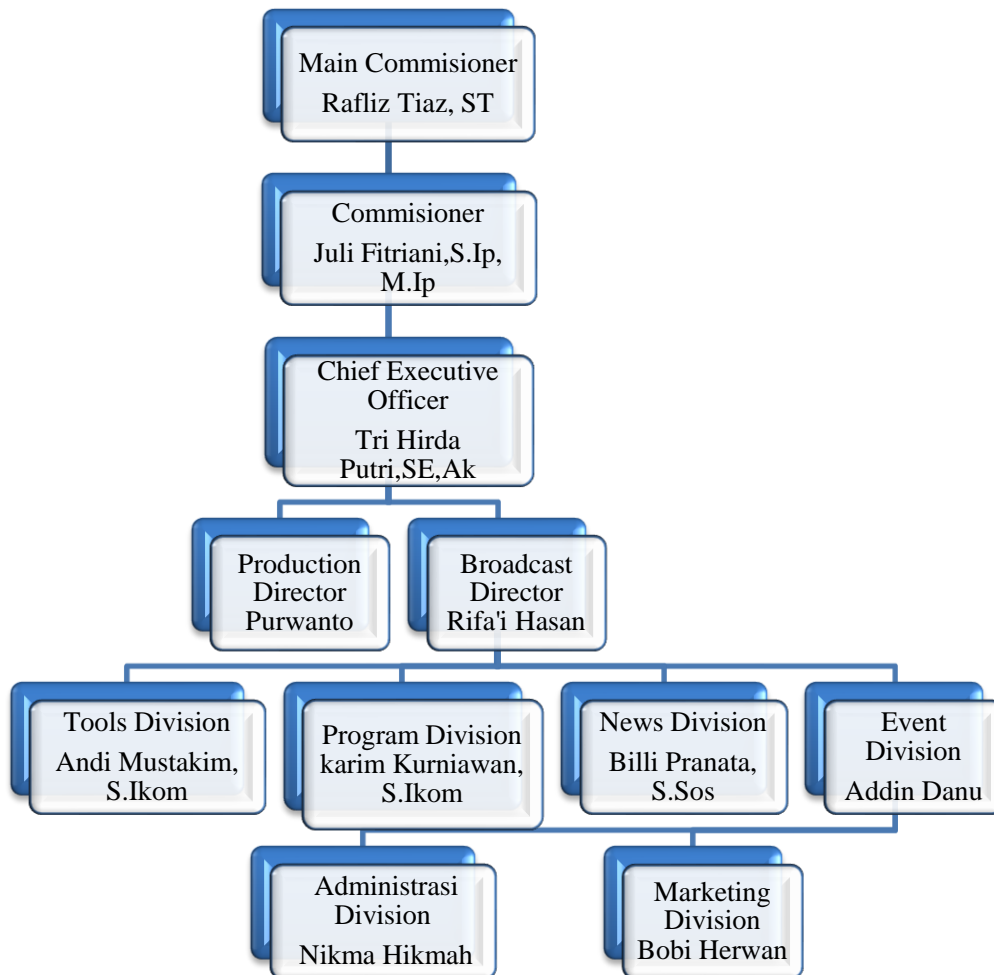 Main Commisioner
Rafliz Tiaz, ST
Commisioner
Juli Fitriani,S.Ip,
M.Ip
Chief Executive
Officer
Tri Hirda
Putri,SE,Ak
Production
Director
Purwanto
Broadcast
Director
Rifa'i Hasan
Tools Division
Andi Mustakim,
S.Ikom
Program Division
karim Kurniawan,
S.Ikom
News Division
Billi Pranata,
S.Sos
Event
Division
Addin Danu
Administrasi
Division
Nikma Hikmah
Marketing
Division
Bobi Herwan